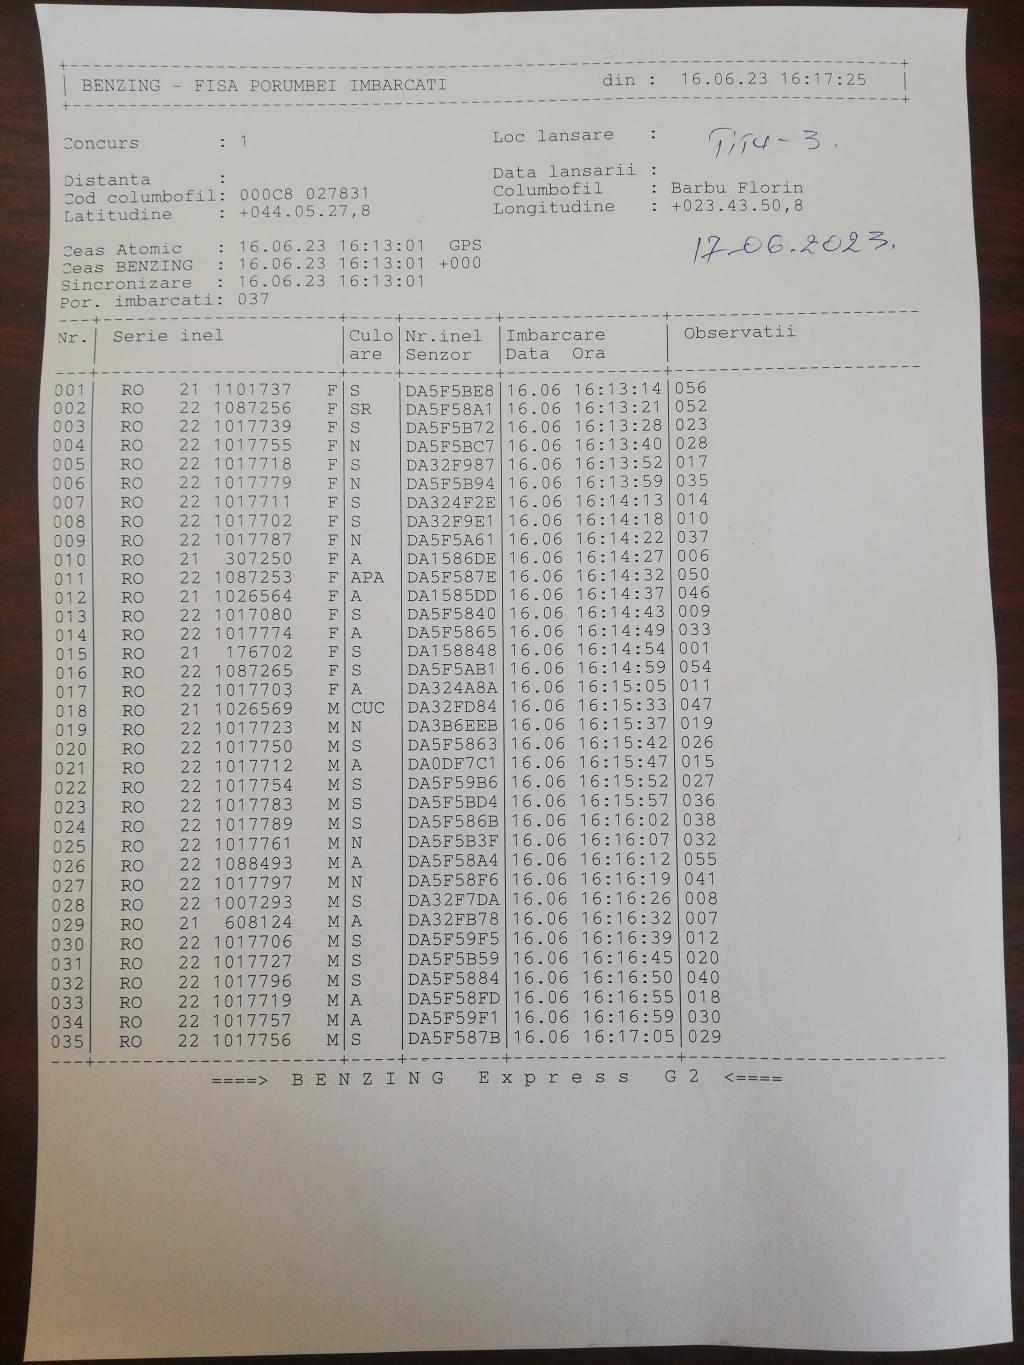 BENZING - FISA PORUMBEI IMBARCATI din : 16.06.23 16:17:25
Concurs : 1 Loc lansare : TITU - 3.
Distanta : Data lansarii :
Cod columbofil: 000C8 027831 Columbofil : Barbu Florin
Latitudine : +044.05.27,8 Longitudine : +023.43.50,8
Ceas Atomic : 16.06.23 16:13:01 GPS 17.06.2023.
Ceas BENZING : 16.06.23 16:13:01 +000
Sincronizare : 16.06.23 16:13:01
Por. imbarcati: 037
Nr. Serie inel Culo Nr.inel Imbarcare Observatii
are Senzor Data Ora
001 RO 21 1101737 F S DA5F5BE8 16.06 16:13:14 056
002 RO 22 1087256 F SR DA5F58A1 16.06 16:13:21 052
003 RO 22 1017739 F S DA5F5B72 16.06 16:13:28 023
004 RO 22 1017755 F N DA5F5BC7 16.06 16:13:40 028
005 RO 22 1017718 F S DA32F987 16.06 16:13:52 017
006 RO 22 1017779 F N DA5F5B94 16.06 16:13:59 035
007 RO 22 1017711 F S DA324F2E 16.06 16:14:13 014
008 RO 22 1017702 F S DA32F9E1 16.06 16:14:18 010
009 RO 22 1017787 F N DA5F5A61 16.06 16:14:22 037
010 RO 21 307250 F A DA1586DE 16.06 16:14:27 006
011 RO 22 1087253 F APA DA5F587E 16.06 16:14:32 050
012 RO 21 1026564 F A DA1585DD 16.06 16:14:37 046
013 RO 22 1017080 F S DA5F5840 16.06 16:14:43 009
014 RO 22 1017774 F A DA5F5865 16.06 16:14:49 033
015 RO 21 176702 F S DA158848 16.06 16:14:54 001
016 RO 22 1087265 F S DA5F5AB1 16.06 16:14:59 054
017 RO 22 1017703 F A DA324A8A 16.06 16:15:05 011
018 RO 21 1026569 M CUC DA32FD84 16.06 16:15:33 047
019 RO 22 1017723 M N DA3B6EEB 16.06 16:15:37 019
020 RO 22 1017750 M S DA5F5863 16.06 16:15:42 026
021 RO 22 1017712 M A DA0DF7C1 16.06 16:15:47 015
022 RO 22 1017754 M S DA5F59B6 16.06 16:15:52 027
023 RO 22 1017783 M S DA5F5BD4 16.06 16:15:57 036
024 RO 22 1017789 M S DA5F586B 16.06 16:16:02 038
025 RO 22 1017761 M N DA5F5B3F 16.06 16:16:07 032
026 RO 22 1088493 M A DA5F58A4 16.06 16:16:12 055
027 RO 22 1017797 M N DA5F58F6 16.06 16:16:19 041
028 RO 22 1007293 M S DA32F7DA 16.06 16:16:26 008
029 RO 21 608124 M A DA32FB78 16.06 16:16:32 007
030 RO 22 1017706 M S DA5F59F5 16.06 16:16:39 012
031 RO 22 1017727 M S DA5F5B59 16.06 16:16:45 020
032 RO 22 1017796 M S DA5F5884 16.06 16:16:50 040
033 RO 22 1017719 M A DA5F58FD 16.06 16:16:55 018
034 RO 22 1017757 M A DA5F59F1 16.06 16:16:59 030
035 RO 22 1017756 M S DA5F587B 16.06 16:17:05 029
====> B E N Z I N G E x p r e s s G 2 <====